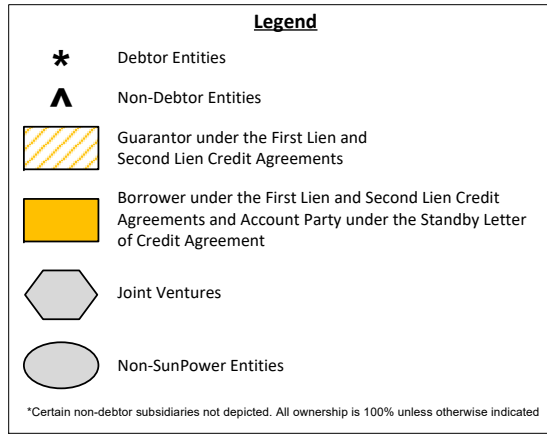 Legend
* Debtor Entities
^ Non-Debtor Entities
Guarantor under the First Lien and
Second Lien Credit Agreements
Borrower under the First Lien and Second Lien Credit
Agreements and Account Party under the Standby Letter
of Credit Agreement
Joint Ventures
Non-SunPower Entities
*Certain non-debtor subsidiaries not depicted. All ownership is 100% unless otherwise indicated